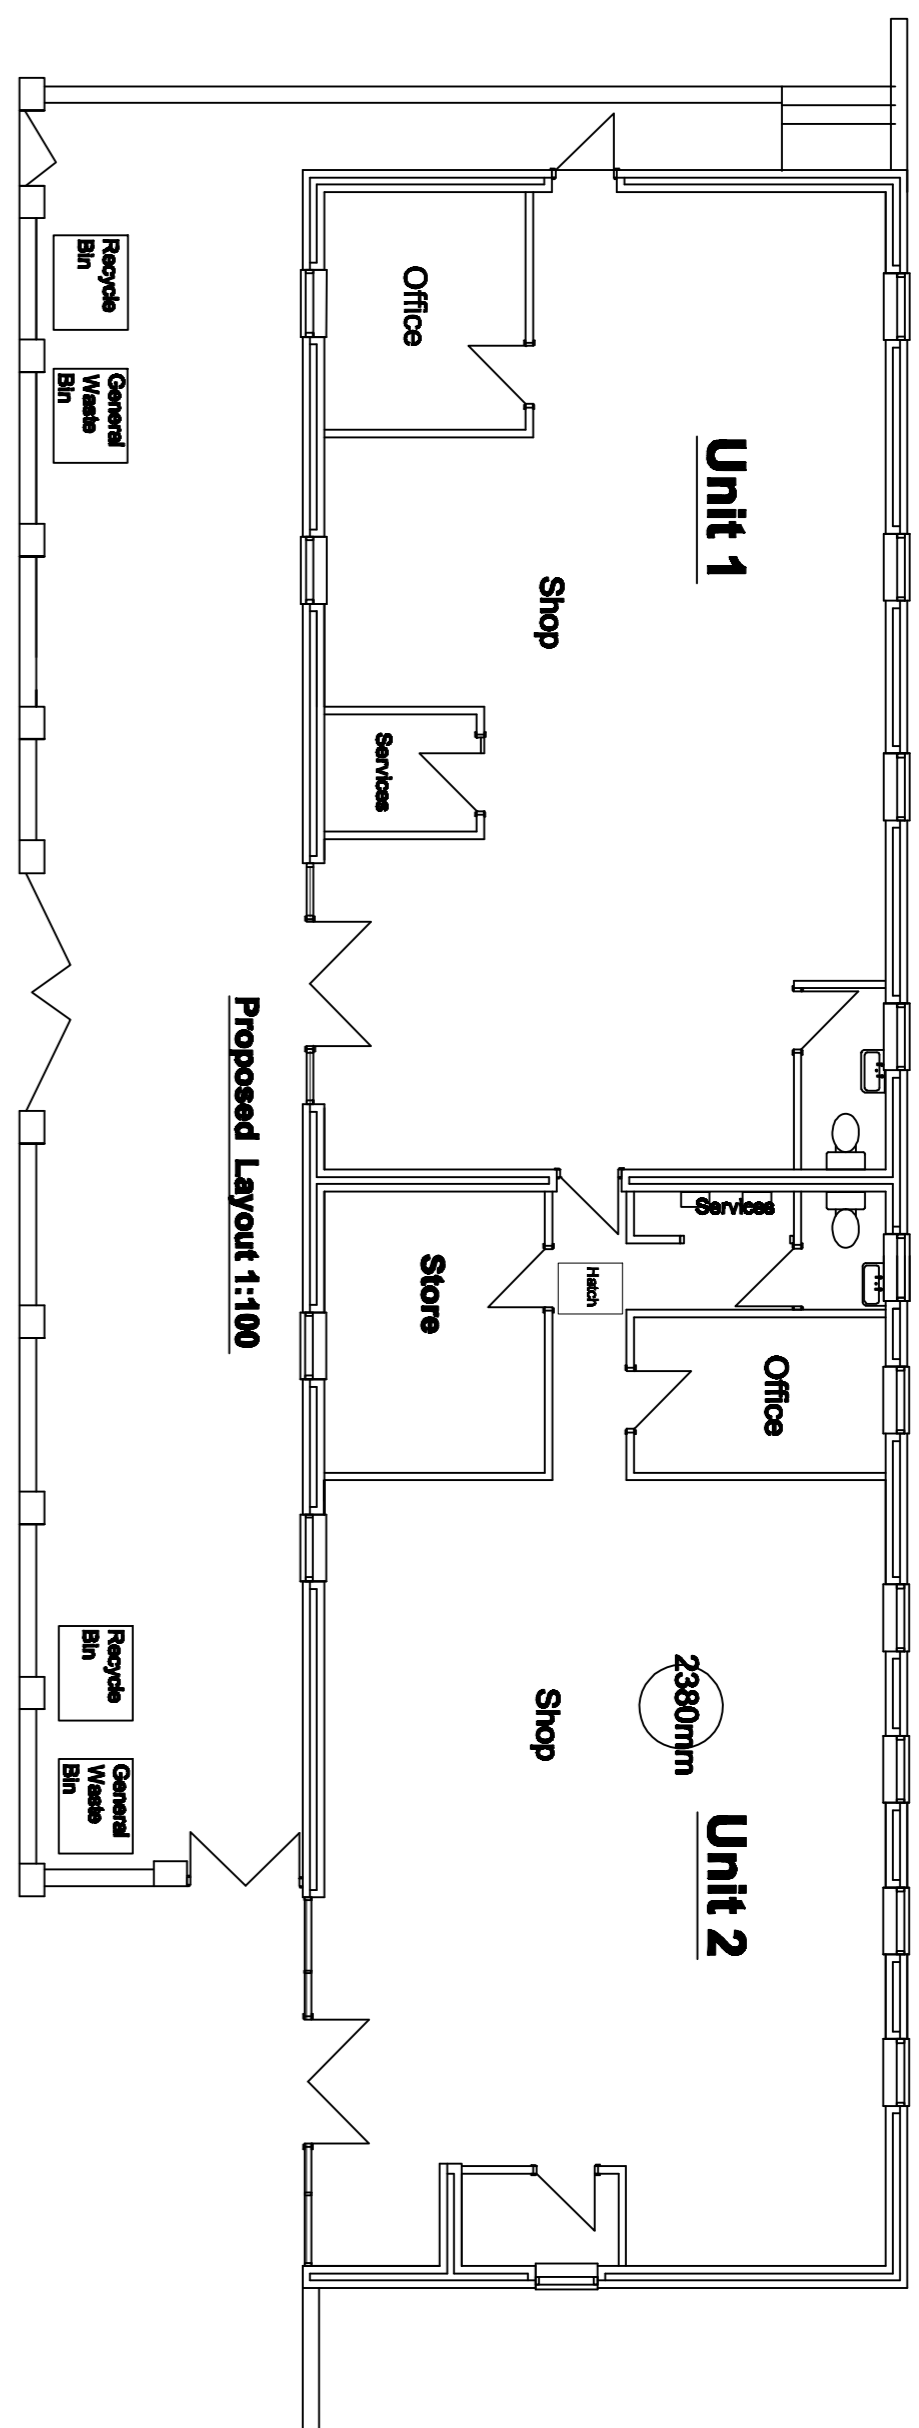 Unit 1
Office
Shop
Services
Recycle
Bin
General
Waste
Bin
Proposed Layout 1:100
Services
Hatch
Store
Office
2380mm
Shop
Unit 2
Recycle
Bin
General
Waste
Bin